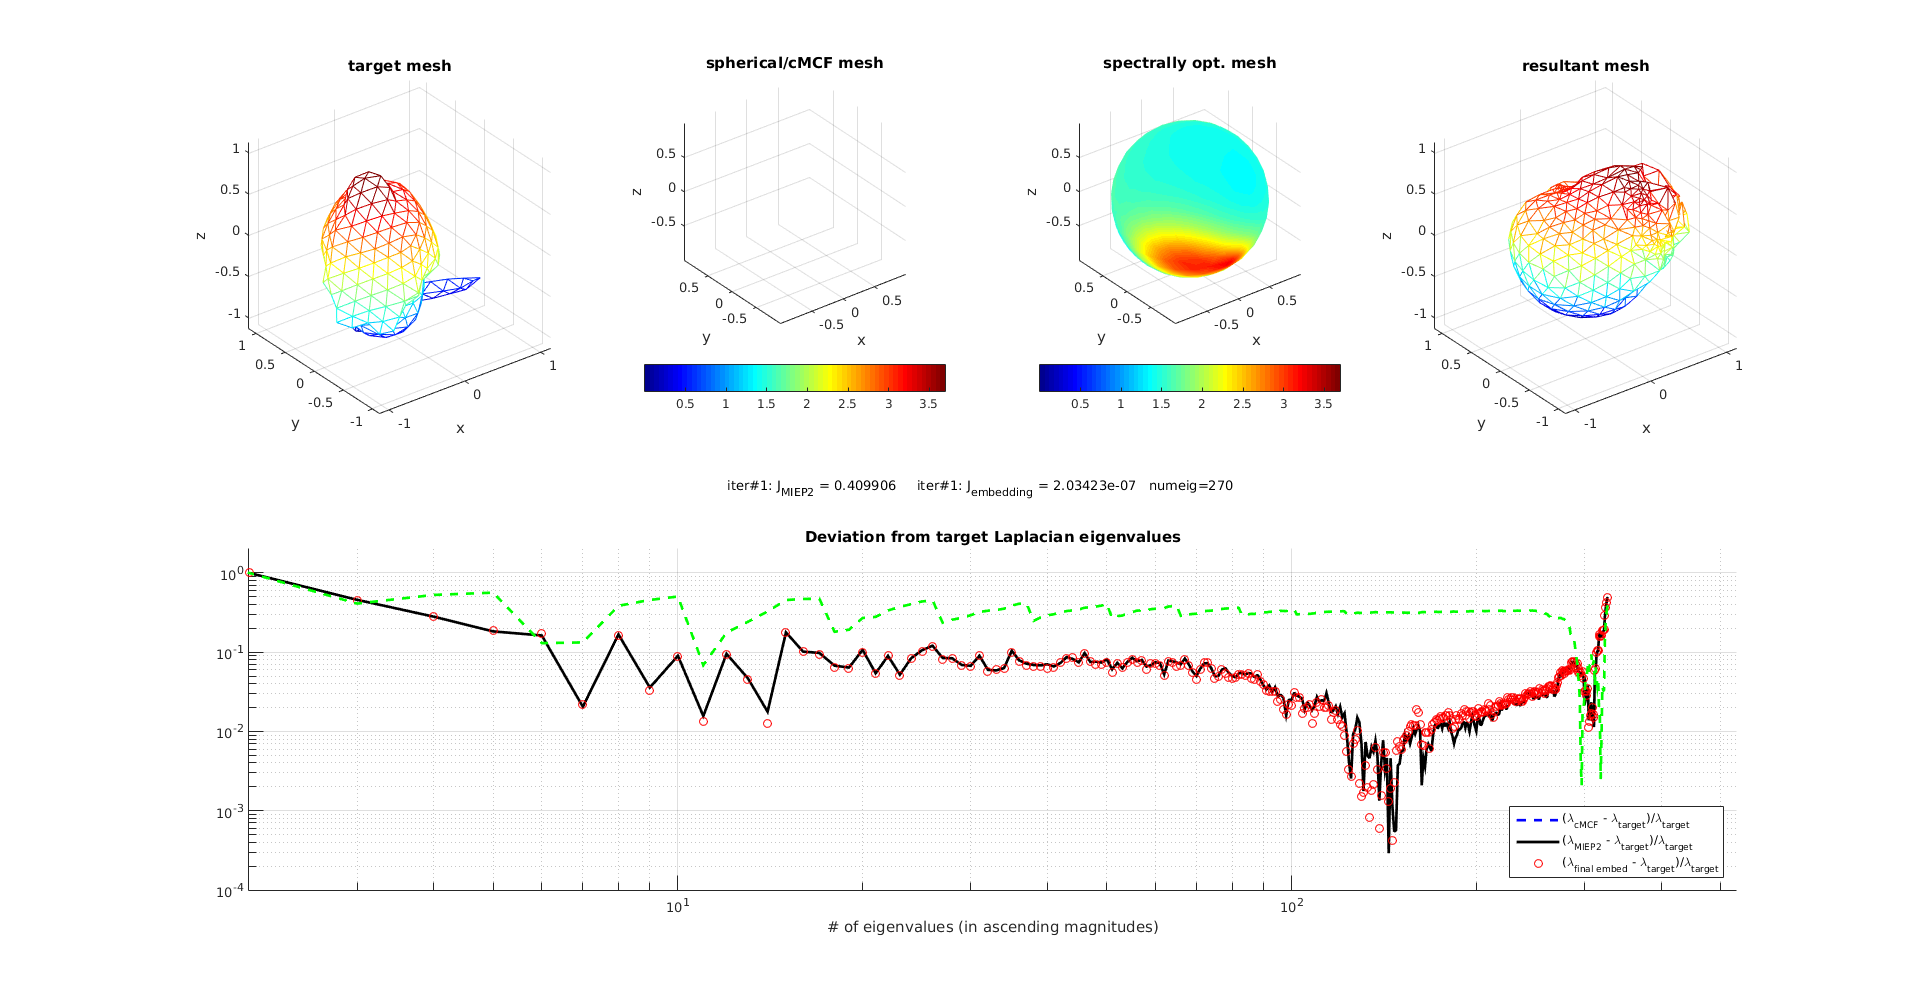 target mesh
spherical/cMCF mesh
spectrally opt. mesh
resultant mesh
1
0.5
0
-0.5
-1
z
1
0.5
0
-0.5
-1
y
-1
0
1
x
0.5
0
-0.5
z
0.5
0
-0.5
y
-0.5
0
0.5
x
0.5 1 1.5 2 2.5 3 3.5
0.5
0
-0.5
z
0.5
0
-0.5
y
-0.5
0
0.5
x
0.5 1 1.5 2 2.5 3 3.5
1
0.5
0
-0.5
-1
z
1
0.5
0
-0.5
-1
y
-1
0
1
x
iter#1: J_MIEP2 = 0.409906 iter#1: J_embedding = 2.03423e-07 numeig=270
Deviation from target Laplacian eigenvalues
10^0
10^-1
10^-2
10^-3
10^-4
10^1 10^2
# of eigenvalues (in ascending magnitudes)
(λ_cMCF - λ_target)/λ_target
(λ_MIEP2 - λ_target)/λ_target
(λ_final embed - λ_target)/λ_target